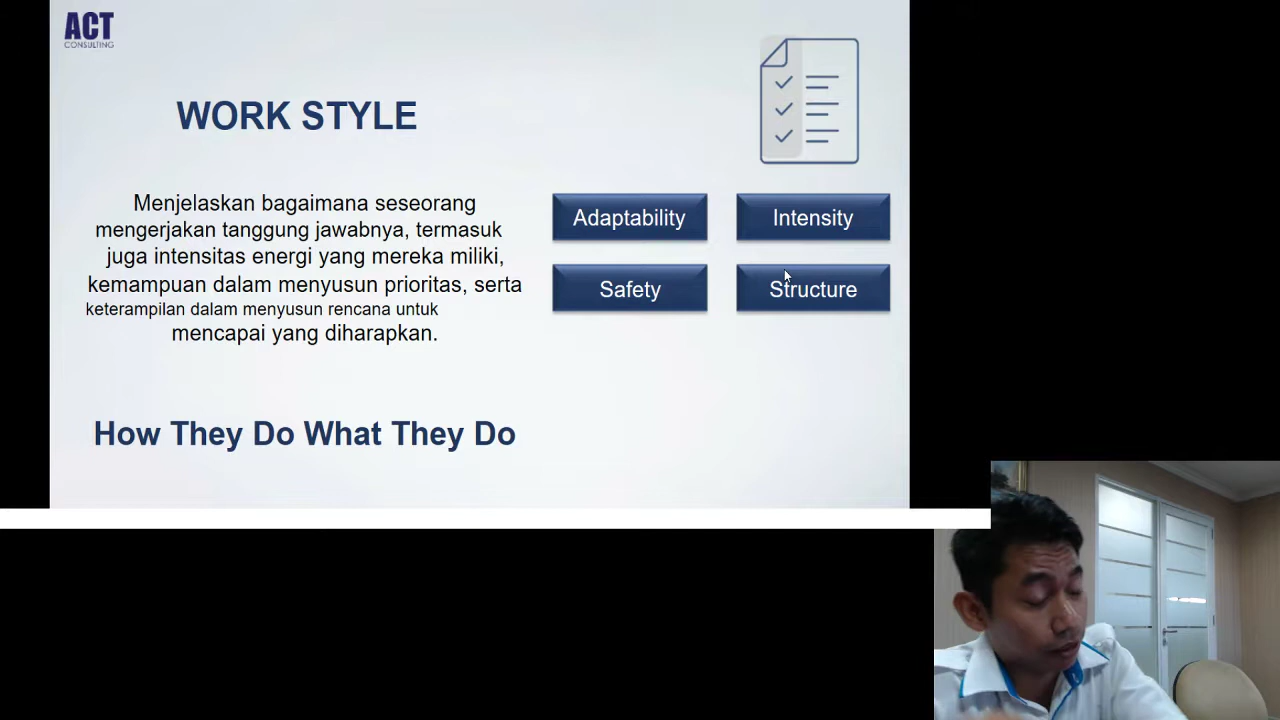 ACT
CONSULTING
WORK STYLE
Menjelaskan bagaimana seseorang
mengerjakan tanggung jawabnya, termasuk
juga intensitas energi yang mereka miliki,
kemampuan dalam menyusun prioritas, serta
keterampilan dalam menyusun rencana untuk
mencapai yang diharapkan.
Adaptability
Intensity
Safety
Structure
How They Do What They Do